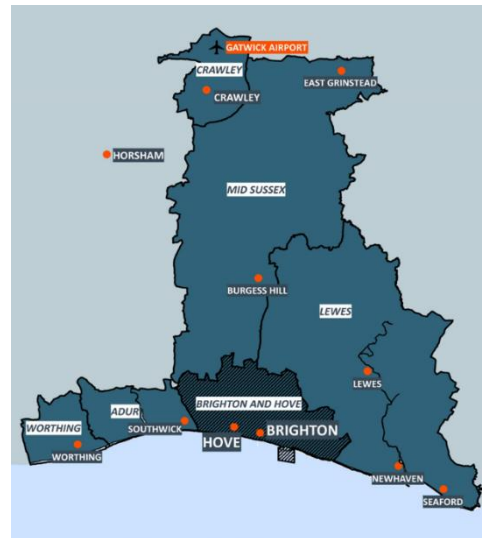 GATWICK AIRPORT
CRAWLEY
EAST GRINSTEAD
CRAWLEY
HORSHAM
MID SUSSEX
BURGESS HILL
LEWES
LEWES
BRIGHTON AND HOVE
ADUR
WORTHING
SOUTHWICK
HOVE
BRIGHTON
WORTHING
NEWHAVEN
SEAFORD